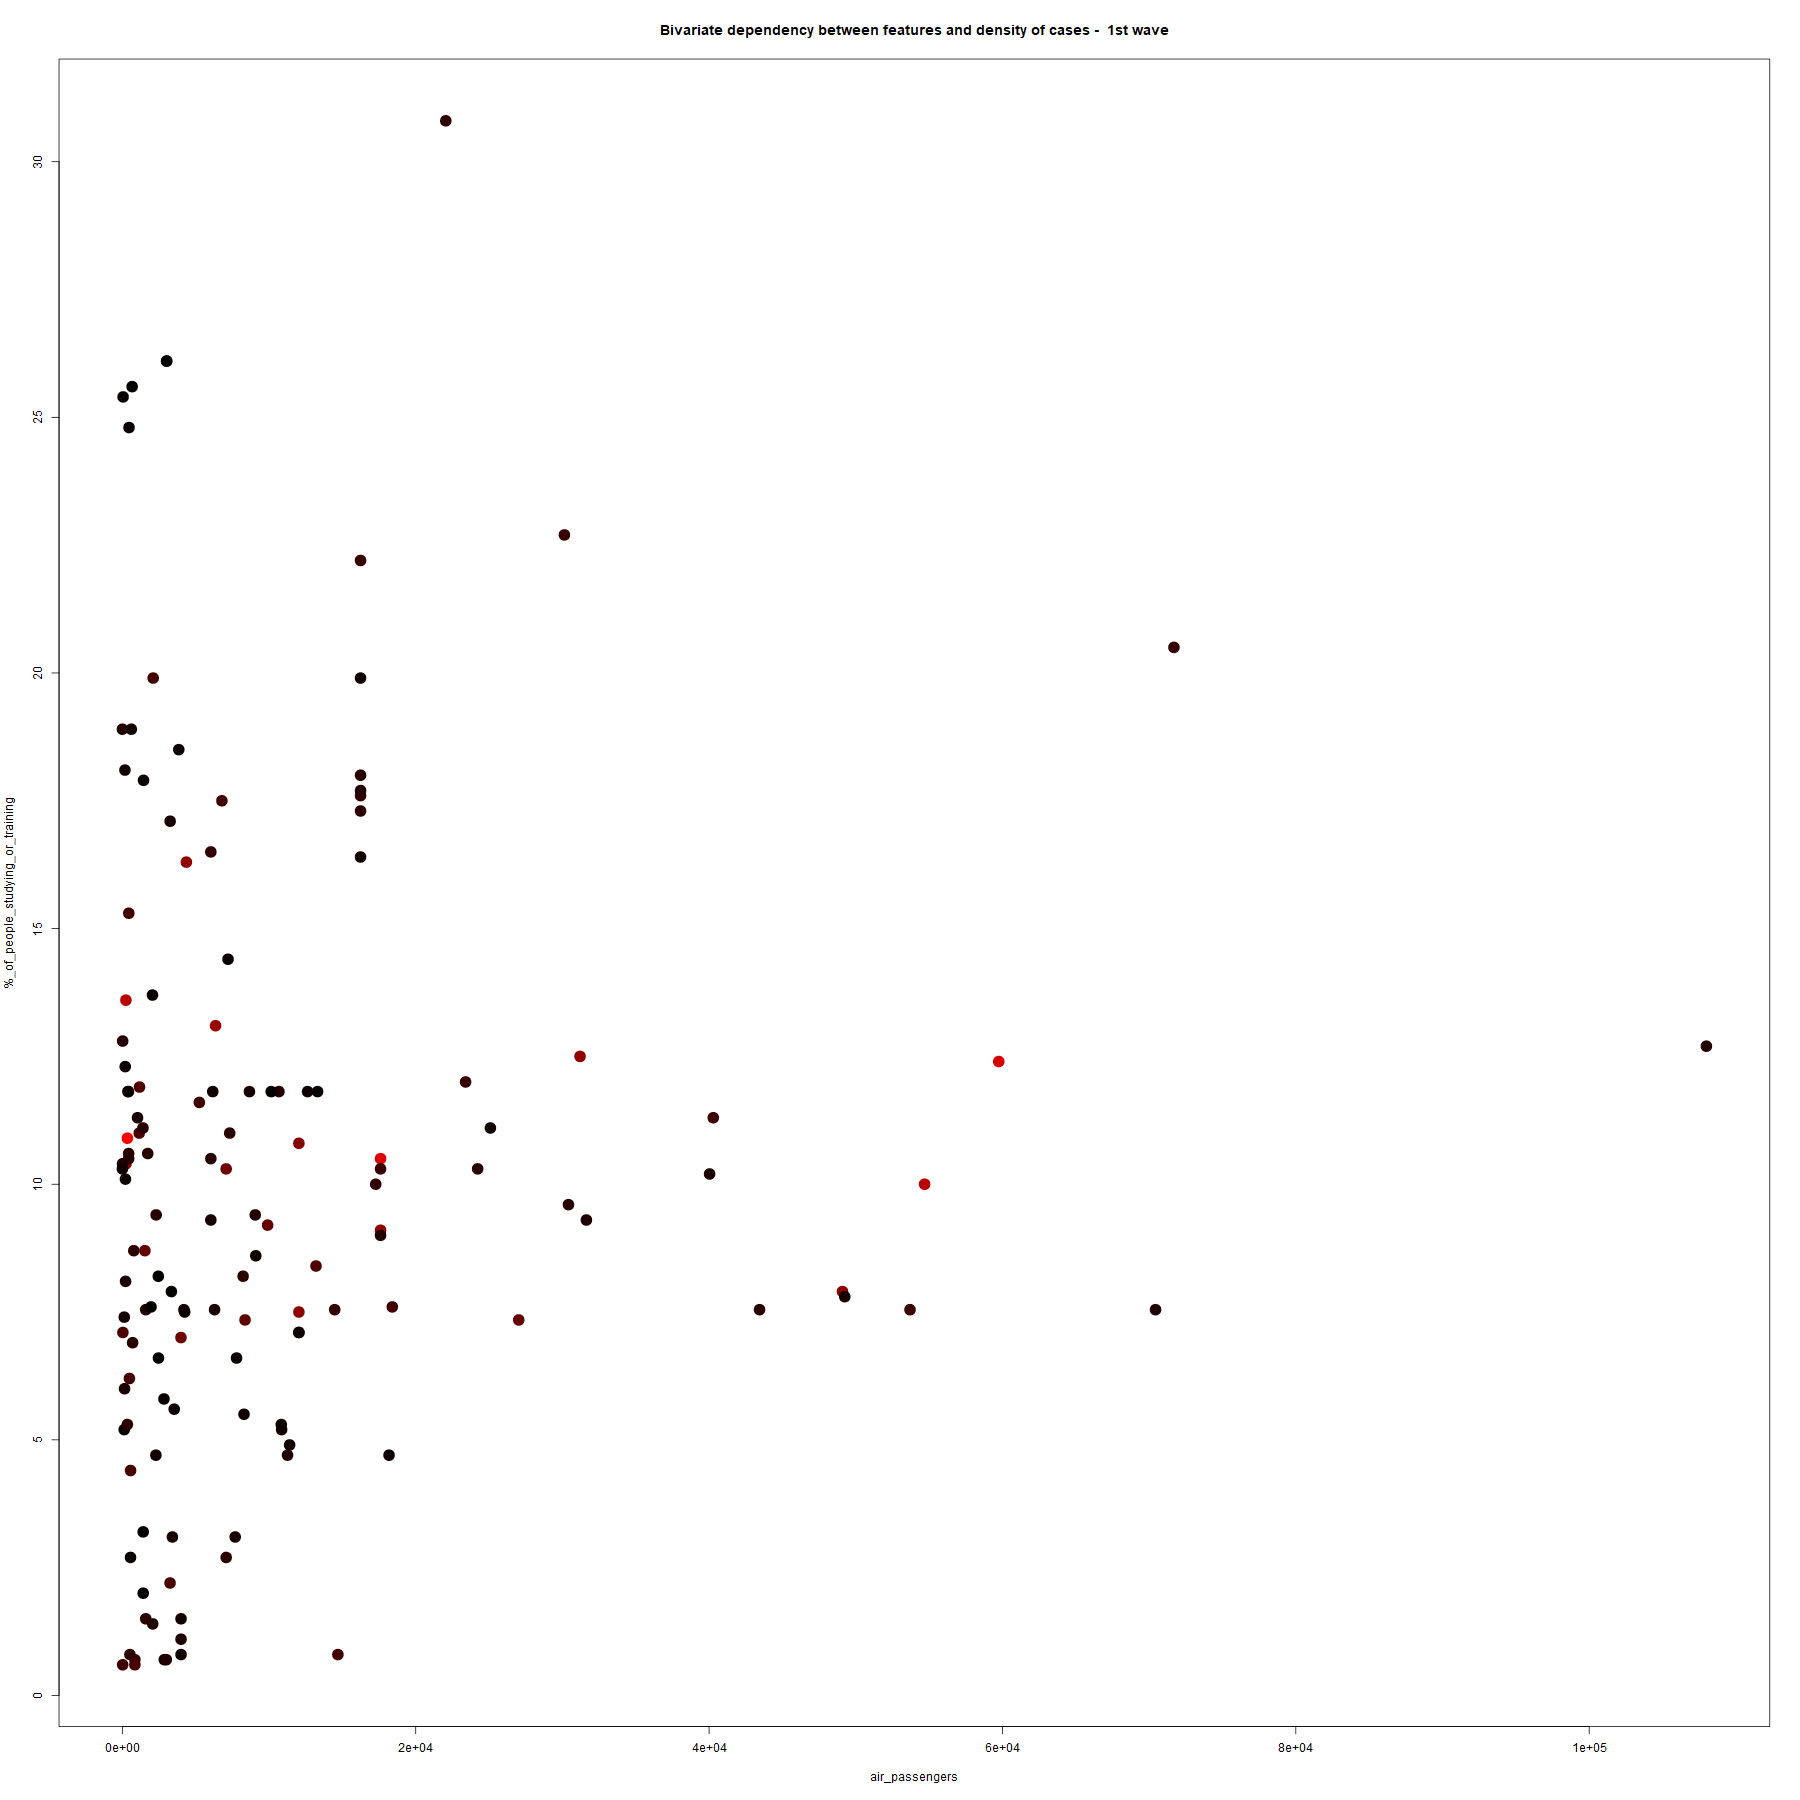 Bivariate dependency between features and density of cases -  1st wave
%_of_people_studying_or_training
30
25
20
15
10
5
0
0e+00 2e+04 4e+04 6e+04 8e+04 1e+05
air_passengers